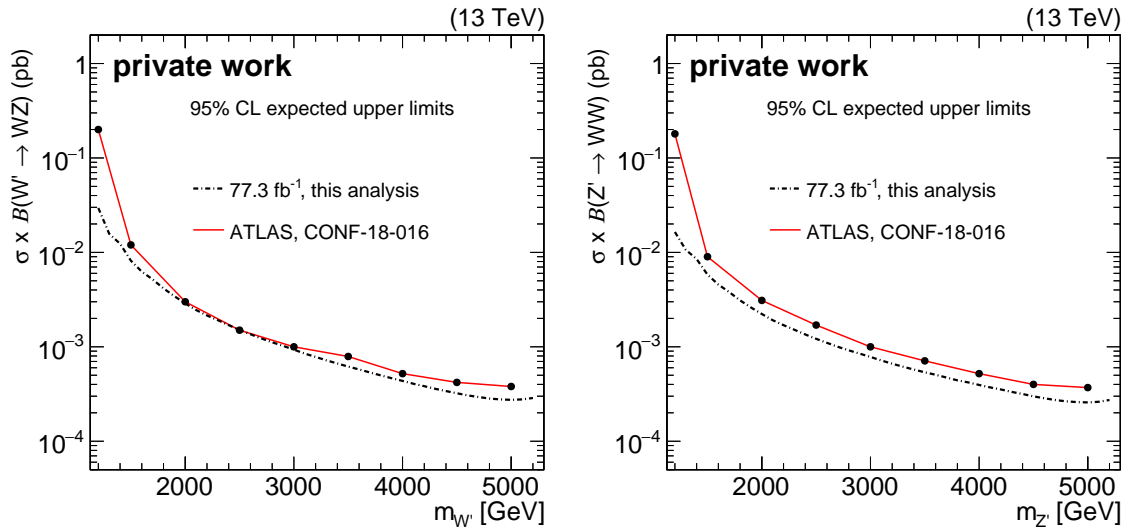 (13 TeV)
private work
95% CL expected upper limits
77.3 fb⁻¹, this analysis
ATLAS, CONF-18-016
σ x B(W' → WZ) (pb)
1
10⁻¹
10⁻²
10⁻³
10⁻⁴
2000 3000 4000 5000
m_W' [GeV]
(13 TeV)
private work
95% CL expected upper limits
77.3 fb⁻¹, this analysis
ATLAS, CONF-18-016
σ x B(Z' → WW) (pb)
1
10⁻¹
10⁻²
10⁻³
10⁻⁴
2000 3000 4000 5000
m_Z' [GeV]